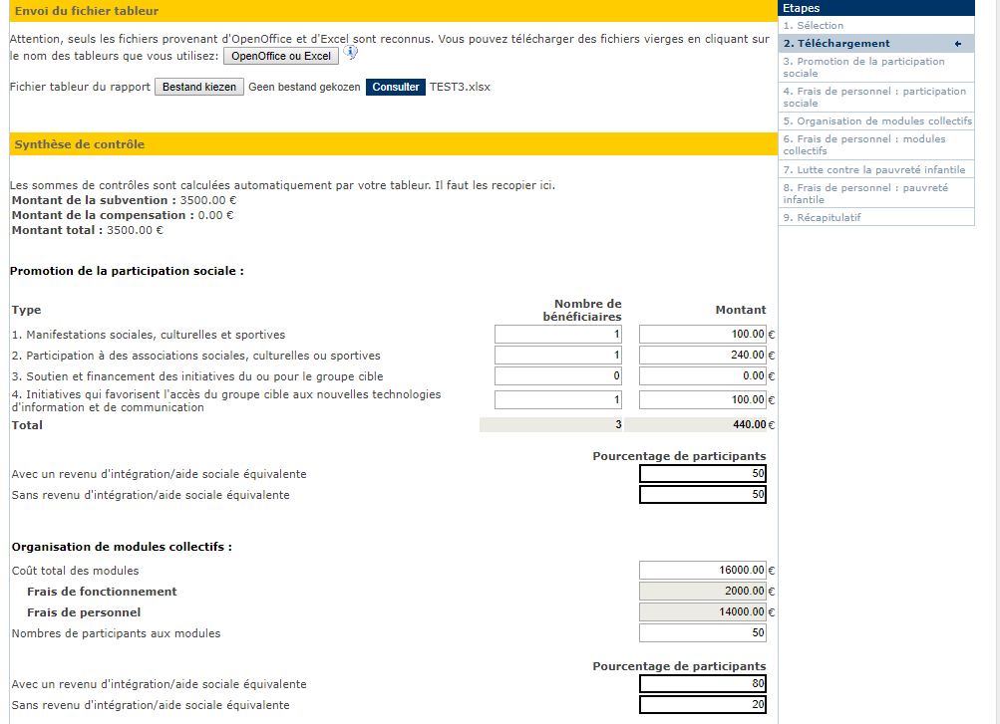 Envoi du fichier tableur
Attention, seuls les fichiers provenant d'OpenOffice et d'Excel sont reconnus. Vous pouvez télécharger des fichiers vierges en cliquant sur
le nom des tableurs que vous utilisez: OpenOffice ou Excel
Fichier tableur du rapport Bestand kiezen Geen bestand gekozen Consulter TEST3.xlsx
Synthèse de contrôle
Les sommes de contrôles sont calculées automatiquement par votre tableur. Il faut les recopier ici.
Montant de la subvention : 3500.00 €
Montant de la compensation : 0.00 €
Montant total : 3500.00 €
Promotion de la participation sociale :
Type Nombre de bénéficiaires Montant
1. Manifestations sociales, culturelles et sportives 1 100.00 €
2. Participation à des associations sociales, culturelles ou sportives 1 240.00 €
3. Soutien et financement des initiatives du ou pour le groupe cible 0 0.00 €
4. Initiatives qui favorisent l'accès du groupe cible aux nouvelles technologies
d'information et de communication 1 100.00 €
Total 3 440.00 €
Pourcentage de participants
Avec un revenu d'intégration/aide sociale équivalente 50
Sans revenu d'intégration/aide sociale équivalente 50
Organisation de modules collectifs :
Coût total des modules 16000.00 €
Frais de fonctionnement 2000.00 €
Frais de personnel 14000.00 €
Nombres de participants aux modules 50
Pourcentage de participants
Avec un revenu d'intégration/aide sociale équivalente 80
Sans revenu d'intégration/aide sociale équivalente 20
Etapes
1. Sélection
2. Téléchargement
3. Promotion de la participation
sociale
4. Frais de personnel : participation
sociale
5. Organisation de modules collectifs
6. Frais de personnel : modules
collectifs
7. Lutte contre la pauvreté infantile
8. Frais de personnel : pauvreté
infantile
9. Récapitulatif